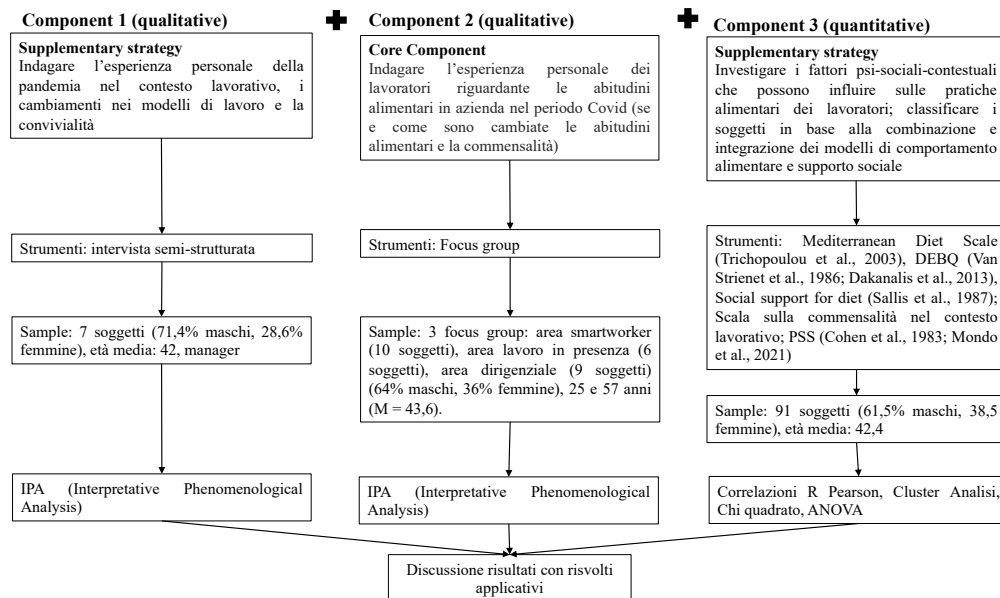 Component 1 (qualitative)
Supplementary strategy
Indagare l'esperienza personale della
pandemia nel contesto lavorativo, i
cambiamenti nei modelli di lavoro e la
convivialità
Strumenti: intervista semi-strutturata
Sample: 7 soggetti (71,4% maschi, 28,6%
femmine), età media: 42, manager
IPA (Interpretative Phenomenological
Analysis)
Component 2 (qualitative)
Core Component
Indagare l'esperienza personale dei
lavoratori riguardante le abitudini
alimentari in azienda nel periodo Covid (se
e come sono cambiate le abitudini
alimentari e la commensalità)
Strumenti: Focus group
Sample: 3 focus group: area smartworker
(10 soggetti), area lavoro in presenza (6
soggetti), area dirigenziale (9 soggetti)
(64% maschi, 36% femmine), 25 e 57 anni
(M = 43,6).
IPA (Interpretative Phenomenological
Analysis)
Component 3 (quantitative)
Supplementary strategy
Investigare i fattori psi-sociali-contestuali
che possono influire sulle pratiche
alimentari dei lavoratori; classificare i
soggetti in base alla combinazione e
integrazione dei modelli di comportamento
alimentare e supporto sociale
Strumenti: Mediterranean Diet Scale
(Trichopoulou et al., 2003), DEBQ (Van
Strienet et al., 1986; Dakanalis et al., 2013),
Social support for diet (Sallis et al., 1987);
Scala sulla commensalità nel contesto
lavorativo; PSS (Cohen et al., 1983; Mondo
et al., 2021)
Sample: 91 soggetti (61,5% maschi, 38,5
femmine), età media: 42,4
Correlazioni R Pearson, Cluster Analisi,
Chi quadrato, ANOVA
Discussione risultati con risvolti
applicativi